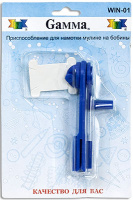 WIN-01
Gamma®
Приспособление для намотки мулине на бобины
КАЧЕСТВО ДЛЯ ВАС